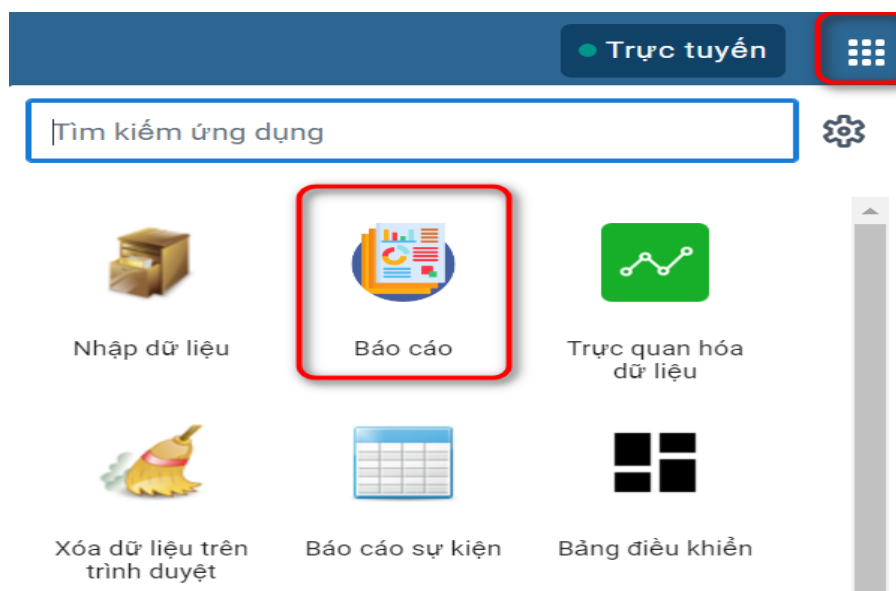 Trực tuyến
Tìm kiếm ứng dụng
Nhập dữ liệu
Báo cáo
Trực quan hóa
dữ liệu
Xóa dữ liệu trên
trình duyệt
Báo cáo sự kiện
Bảng điều khiển